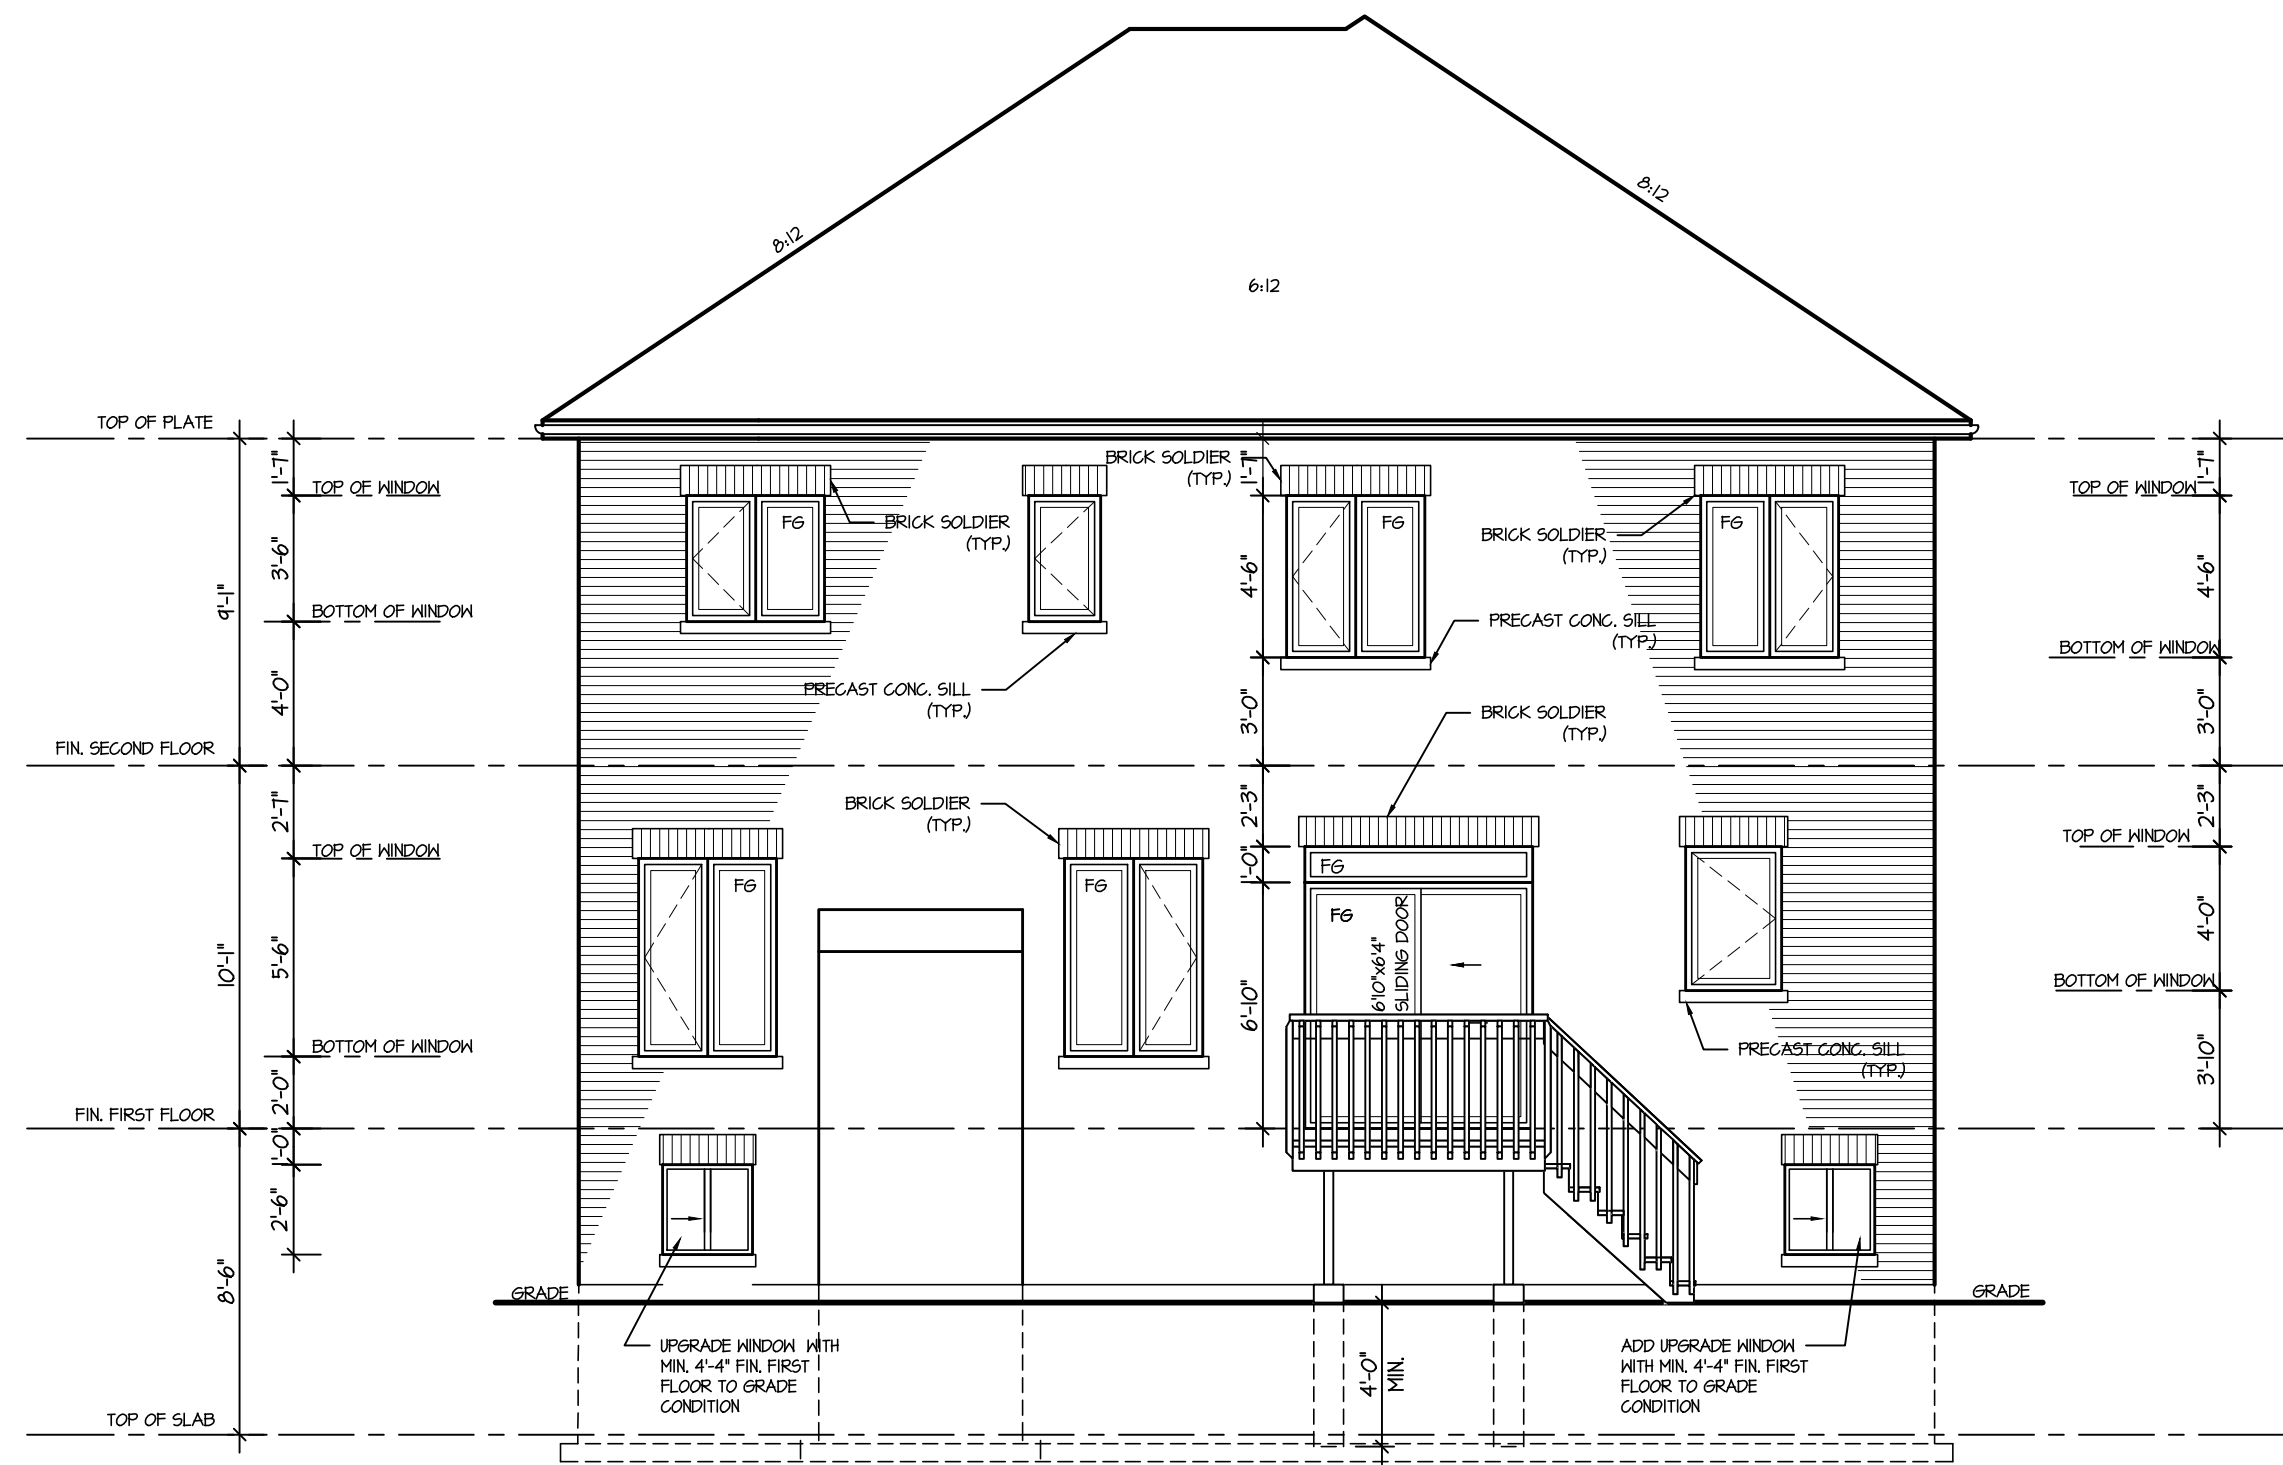 8:12
8:12
6:12
TOP OF PLATE
1'-7"
TOP OF WINDOW
3'-6"
9'-1"
BOTTOM OF WINDOW
4'-0"
FIN. SECOND FLOOR
2'-7"
TOP OF WINDOW
10'-1"
5'-6"
BOTTOM OF WINDOW
2'-0"
FIN. FIRST FLOOR
1'-0"
2'-6"
8'-6"
TOP OF SLAB
FG
BRICK SOLDIER
(TYP.)
PRECAST CONC. SILL
(TYP.)
BRICK SOLDIER
(TYP.)
1'-7"
FG
4'-6"
BRICK SOLDIER
(TYP.)
FG
PRECAST CONC. SILL
(TYP.)
3'-0"
BRICK SOLDIER
(TYP.)
BRICK SOLDIER
(TYP.)
FG
FG
2'-3"
1'-0"
FG
FG
6'10"x6'4"
SLIDING DOOR
6'-10"
PRECAST CONC. SILL
(TYP.)
1'-7"
TOP OF WINDOW
4'-6"
BOTTOM OF WINDOW
3'-0"
2'-3"
TOP OF WINDOW
4'-0"
BOTTOM OF WINDOW
3'-10"
GRADE
GRADE
UPGRADE WINDOW WITH
MIN. 4'-4" FIN. FIRST
FLOOR TO GRADE
CONDITION
4'-0"
MIN.
ADD UPGRADE WINDOW
WITH MIN. 4'-4" FIN. FIRST
FLOOR TO GRADE
CONDITION